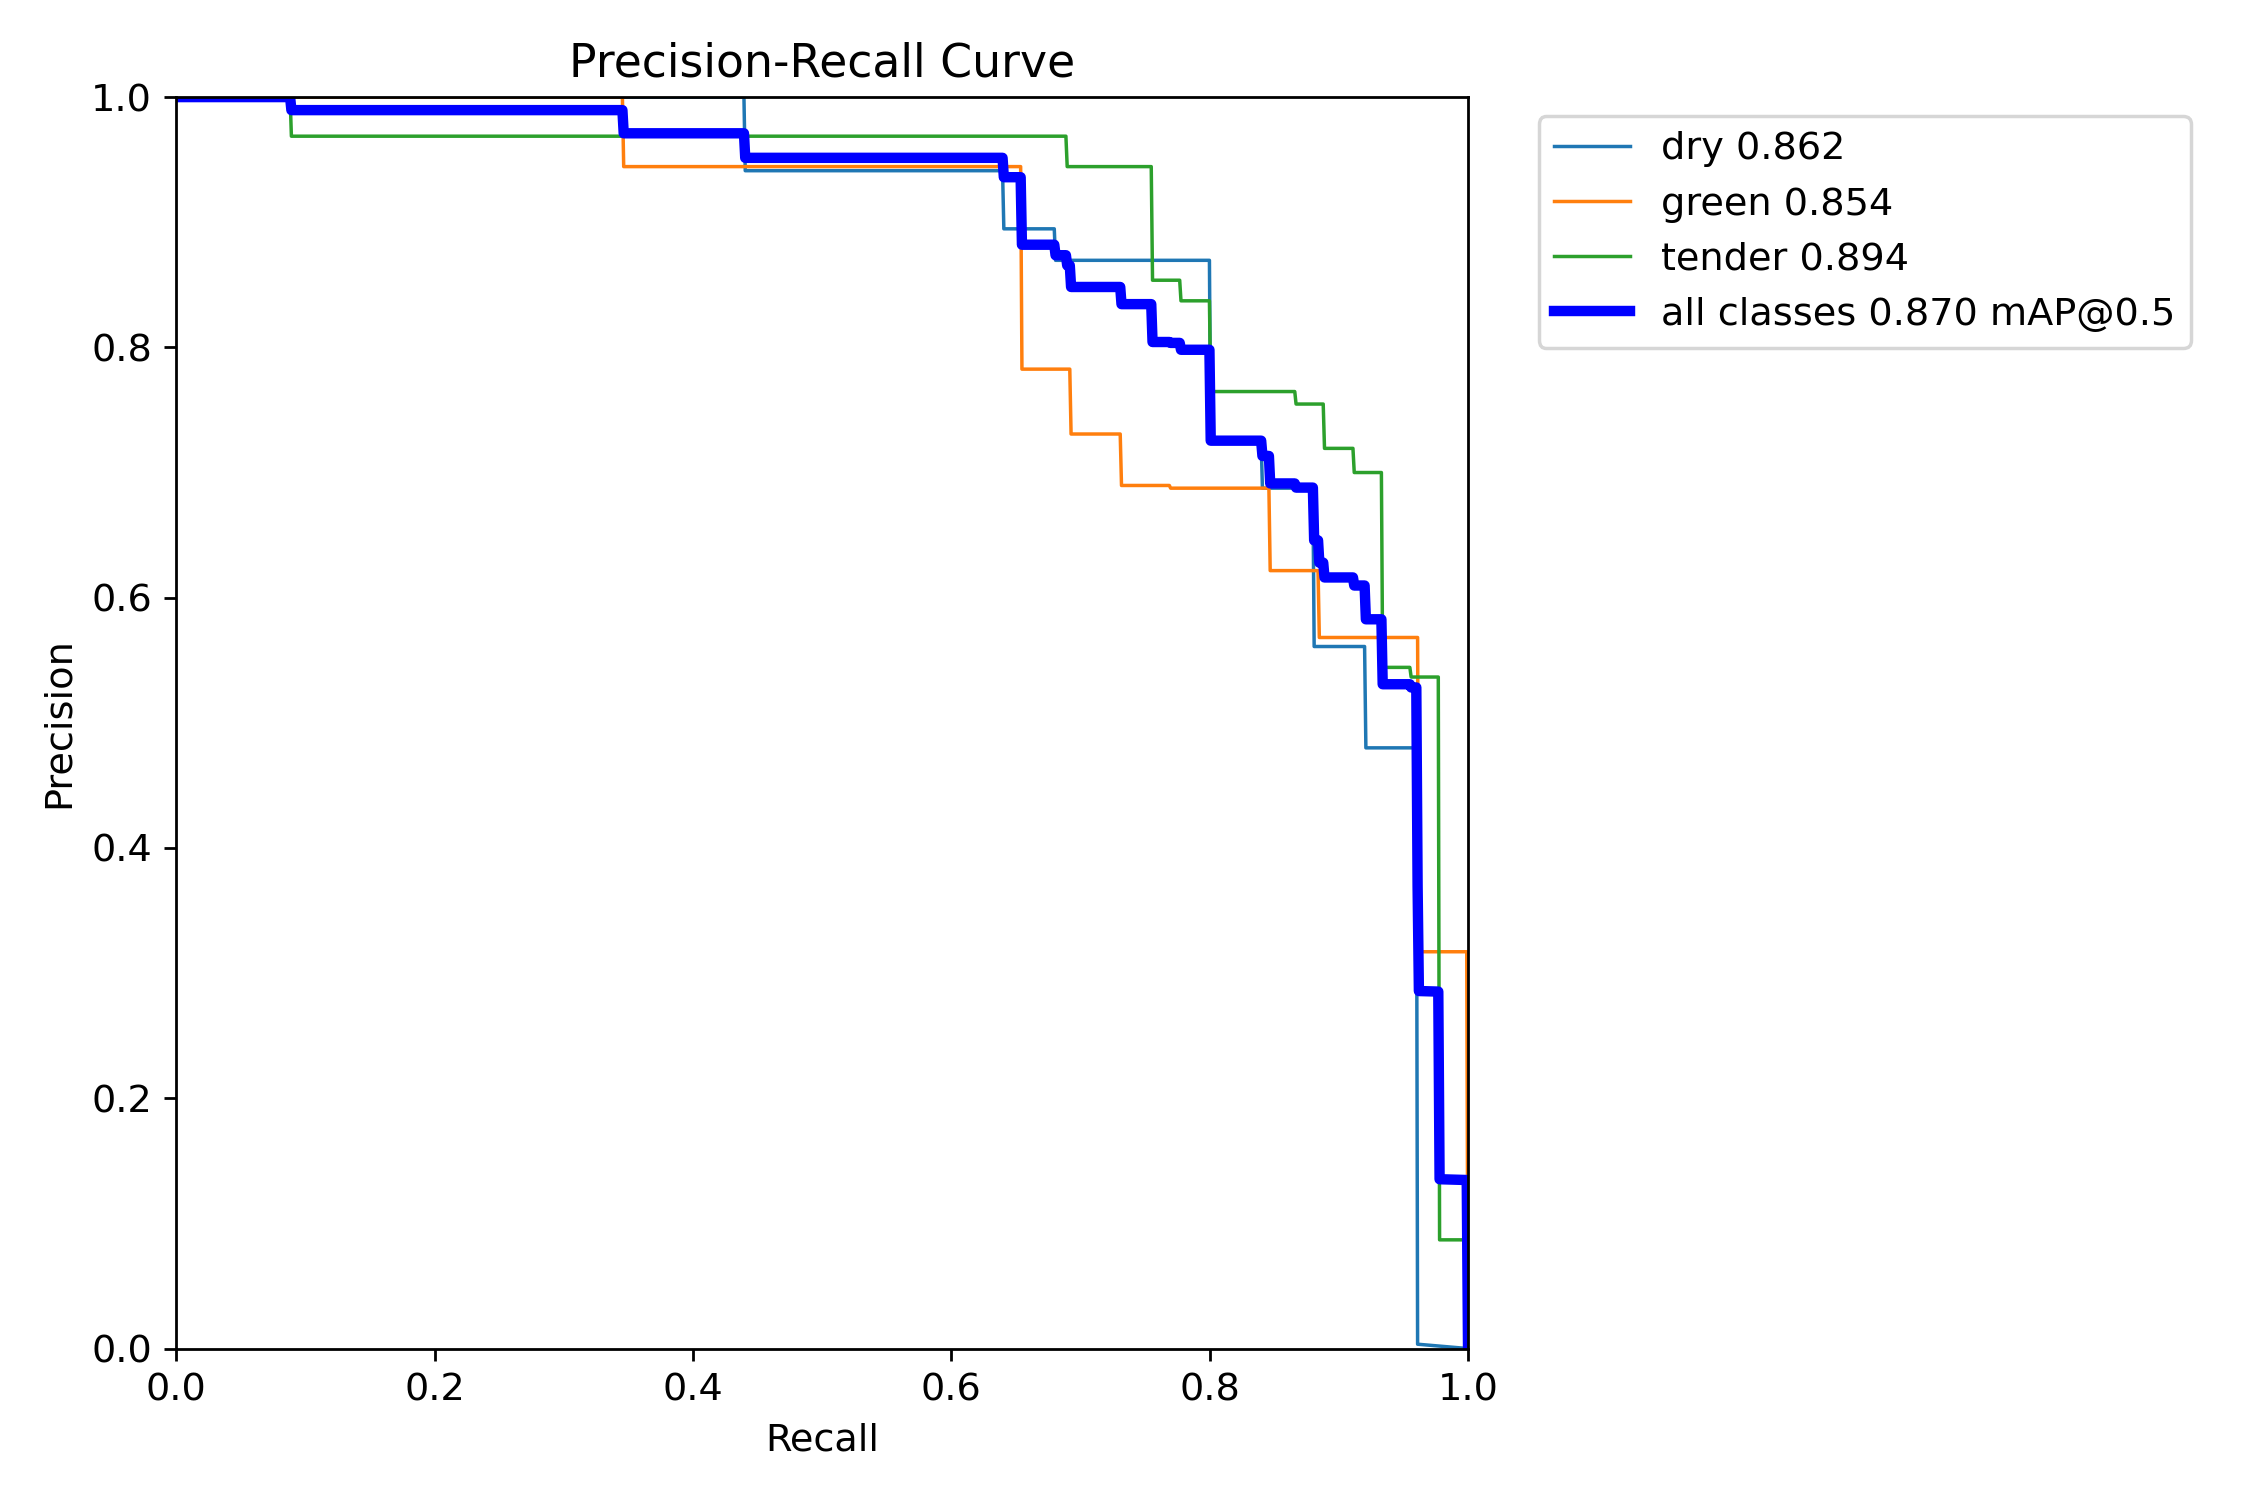 Precision-Recall Curve
1.0
0.8
0.6
0.4
0.2
0.0
Precision
0.0 0.2 0.4 0.6 0.8 1.0
Recall
dry 0.862
green 0.854
tender 0.894
all classes 0.870 mAP@0.5